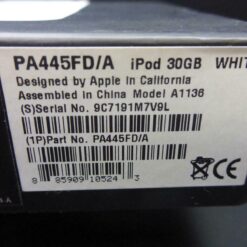 PA445FD/A iPod 30GB WHIT
Designed by Apple in California
Assembled in China Model A1136
(S)Serial No. 9C7191M7V9L
(1P)Part No. PA445FD/A
8 85909 10524 3
CE